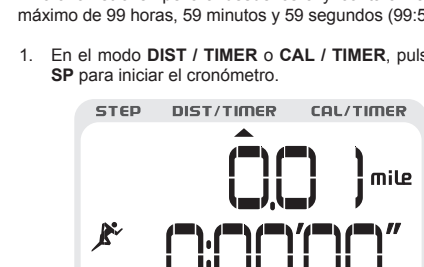 máximo de 99 horas, 59 minutos y 59 segundos (99:5
1. En el modo DIST / TIMER o CAL / TIMER, puls
SP para iniciar el cronómetro.
STEP DIST/TIMER CAL/TIMER
0.01 mile
0:00'00"